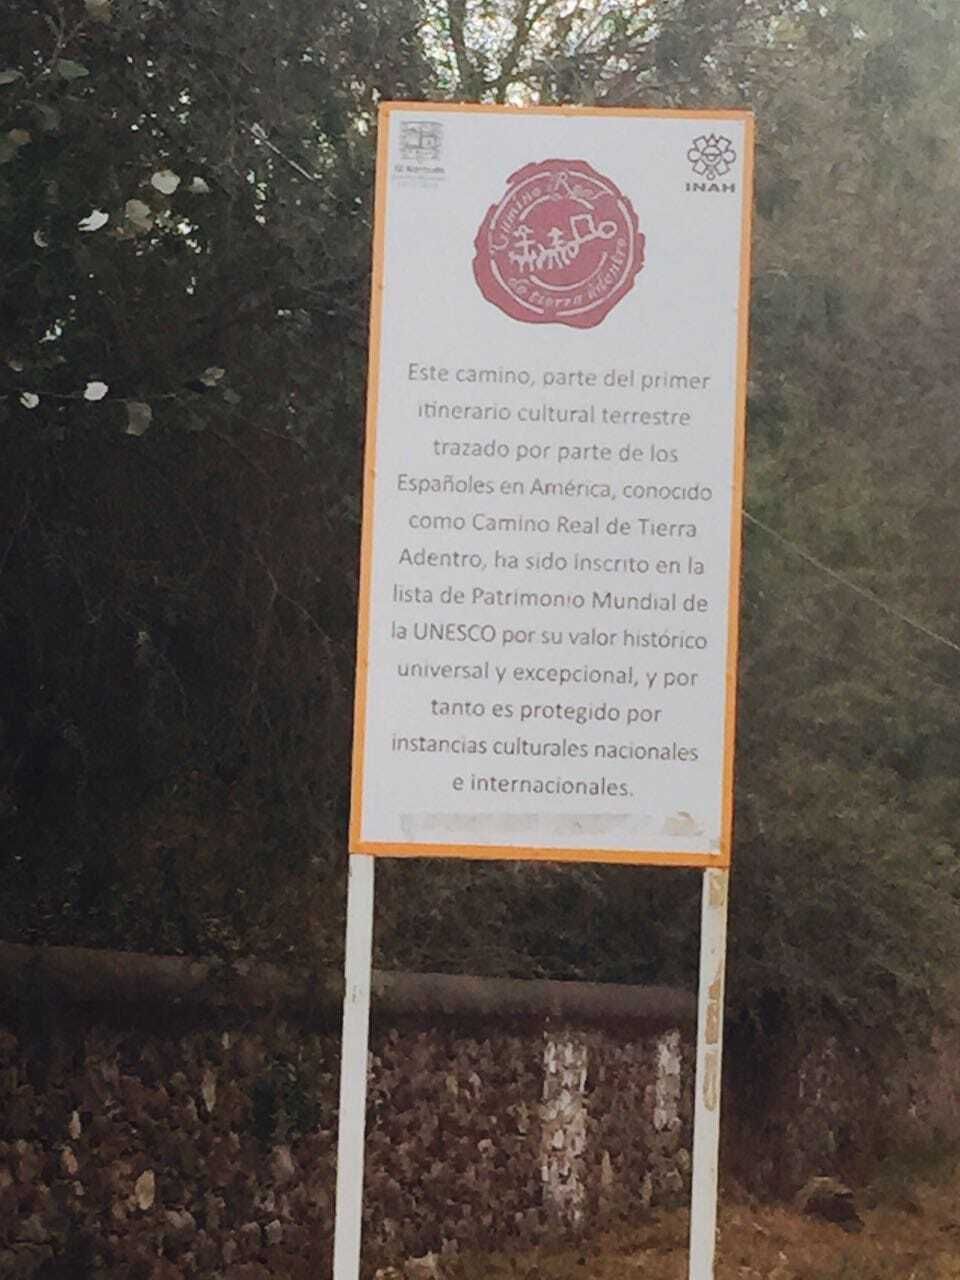 INAH
Camino Real
de tierra adentro
Este camino, parte del primer
itinerario cultural terrestre
trazado por parte de los
Españoles en América, conocido
como Camino Real de Tierra
Adentro, ha sido inscrito en la
lista de Patrimonio Mundial de
la UNESCO por su valor histórico
universal y excepcional, y por
tanto es protegido por
instancias culturales nacionales
e internacionales.